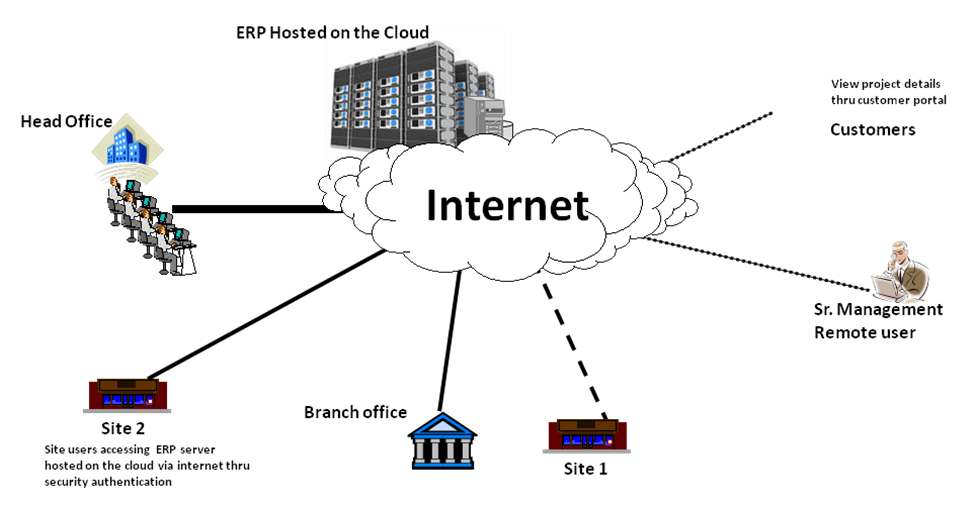 ERP Hosted on the Cloud
View project details
thru customer portal
Customers
Head Office
Internet
Sr. Management
Remote user
Branch office
Site 2
Site users accessing ERP server
hosted on the cloud via internet thru
security authentication
Site 1